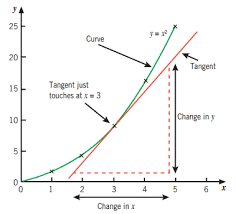 y
25
y = x²
Curve
20
Tangent
Tangent just
touches at x = 3
15
10
Change in y
5
0
0
1
2
3
4
5
6
x
Change in x